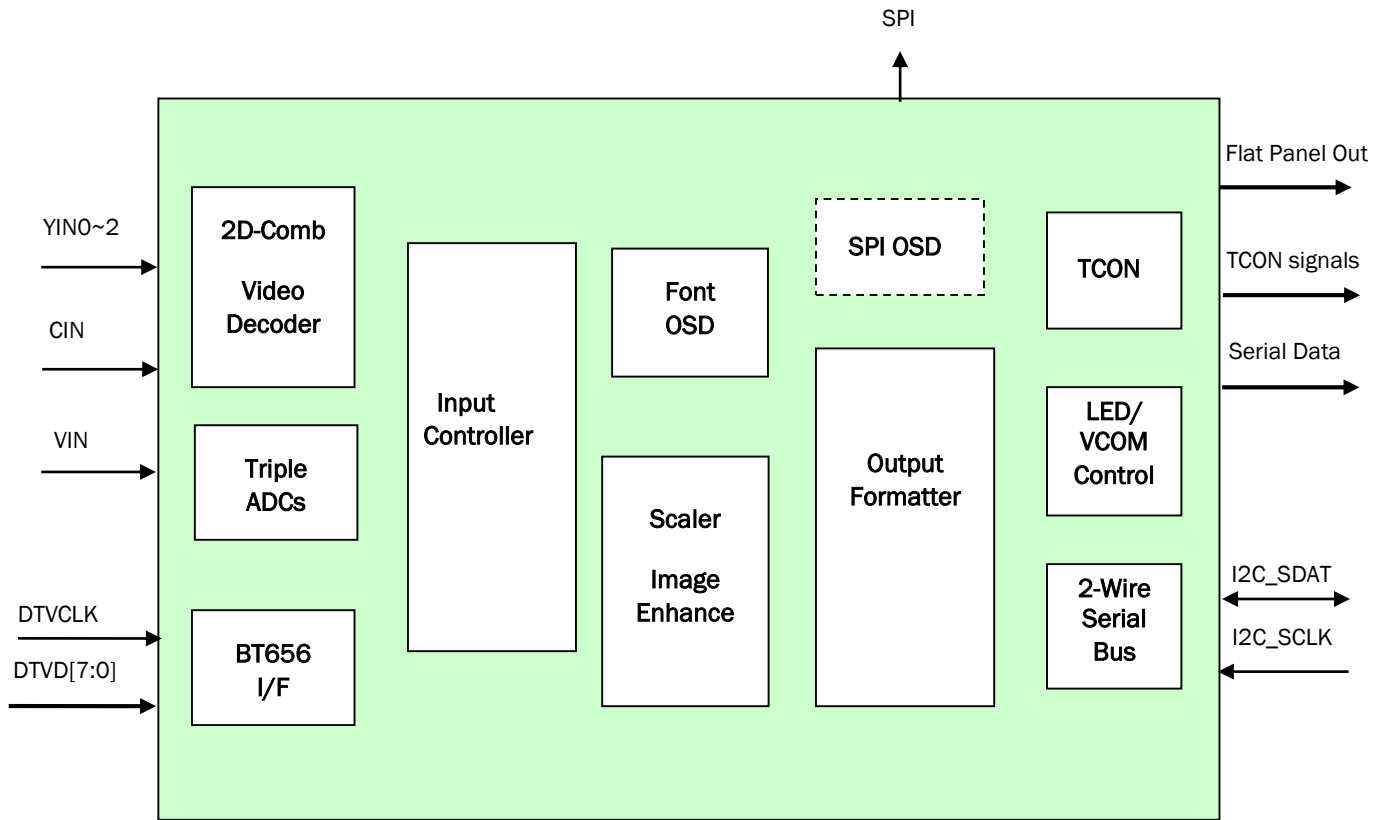 SPI
Flat Panel Out
YIN0~2
2D-Comb
Video
Decoder
SPI OSD
TCON
TCON signals
Font
OSD
CIN
Serial Data
Input
Controller
LED/
VCOM
Control
VIN
Triple
ADCs
Output
Formatter
Scaler
Image
Enhance
2-Wire
Serial
Bus
I2C_SDAT
I2C_SCLK
DTVCLK
DTVD[7:0]
BT656
I/F